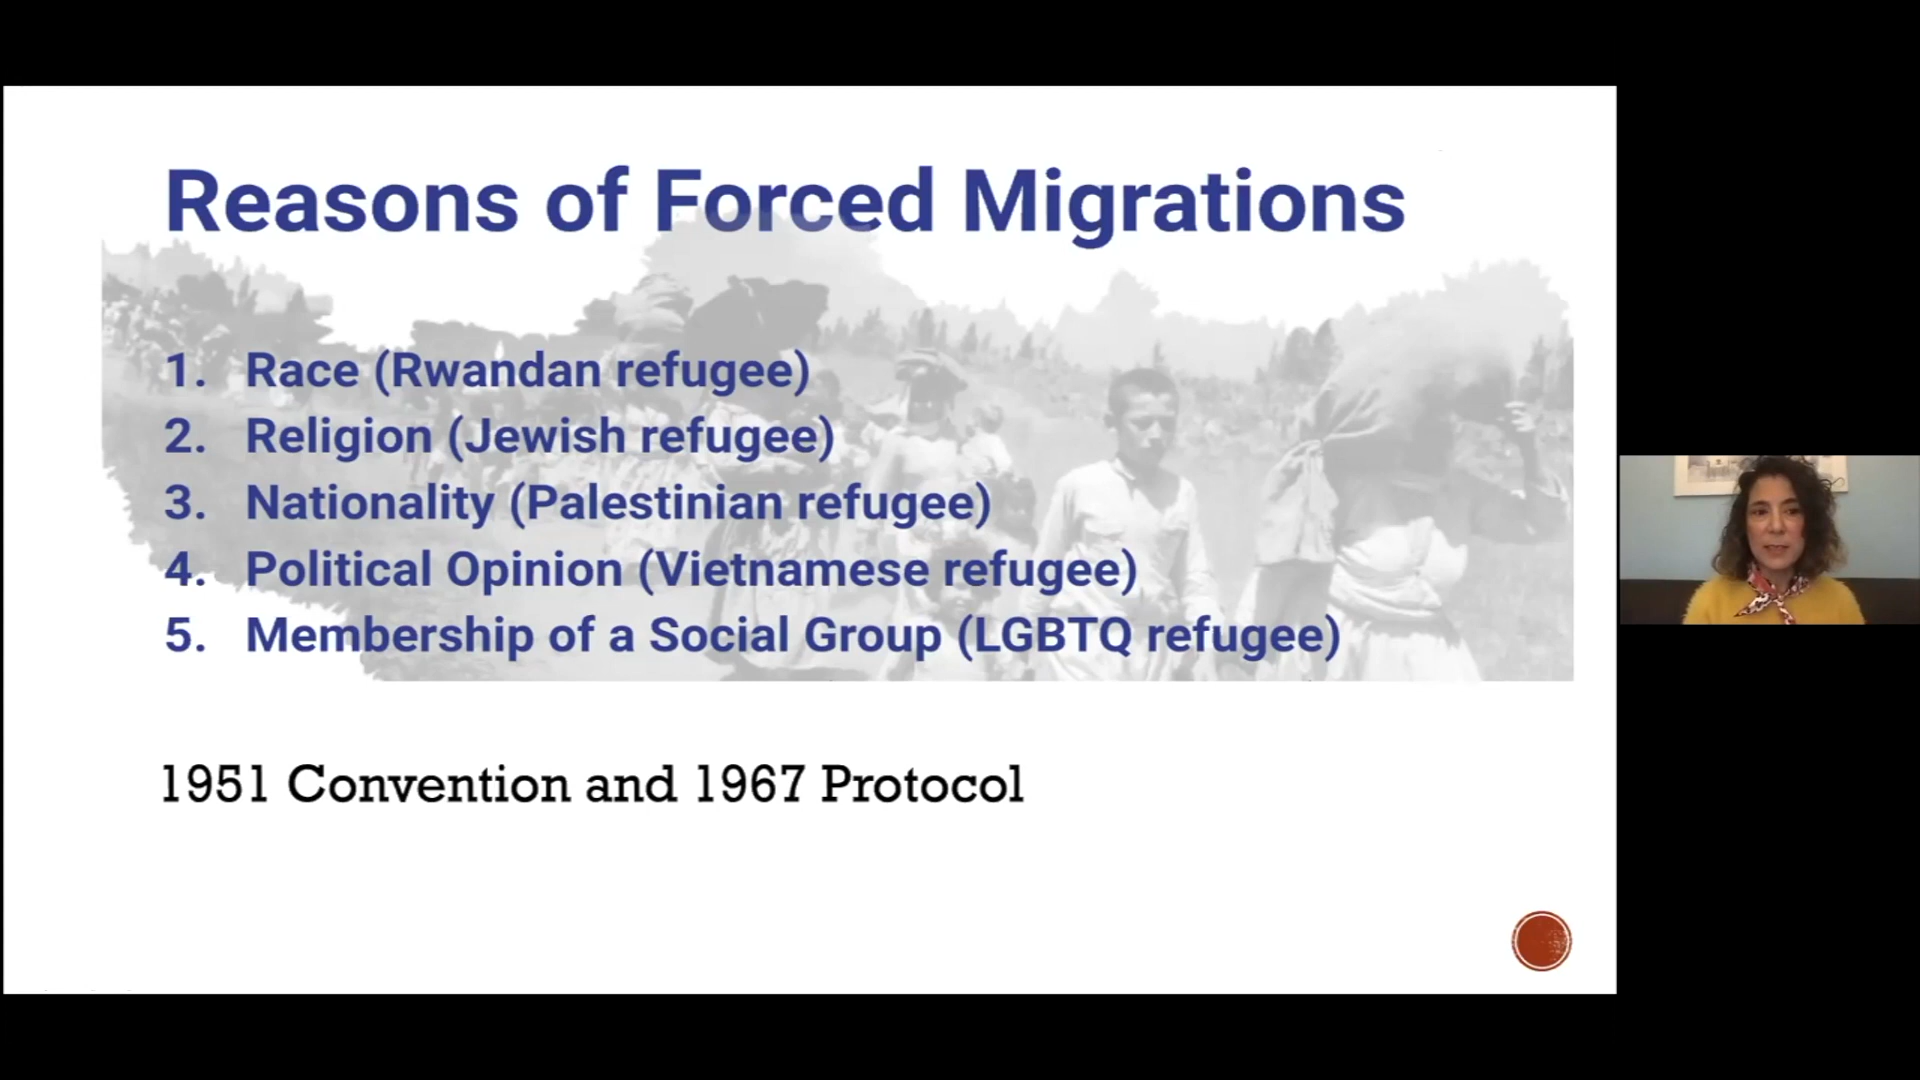 Reasons of Forced Migrations
1. Race (Rwandan refugee)
2. Religion (Jewish refugee)
3. Nationality (Palestinian refugee)
4. Political Opinion (Vietnamese refugee)
5. Membership of a Social Group (LGBTQ refugee)
1951 Convention and 1967 Protocol